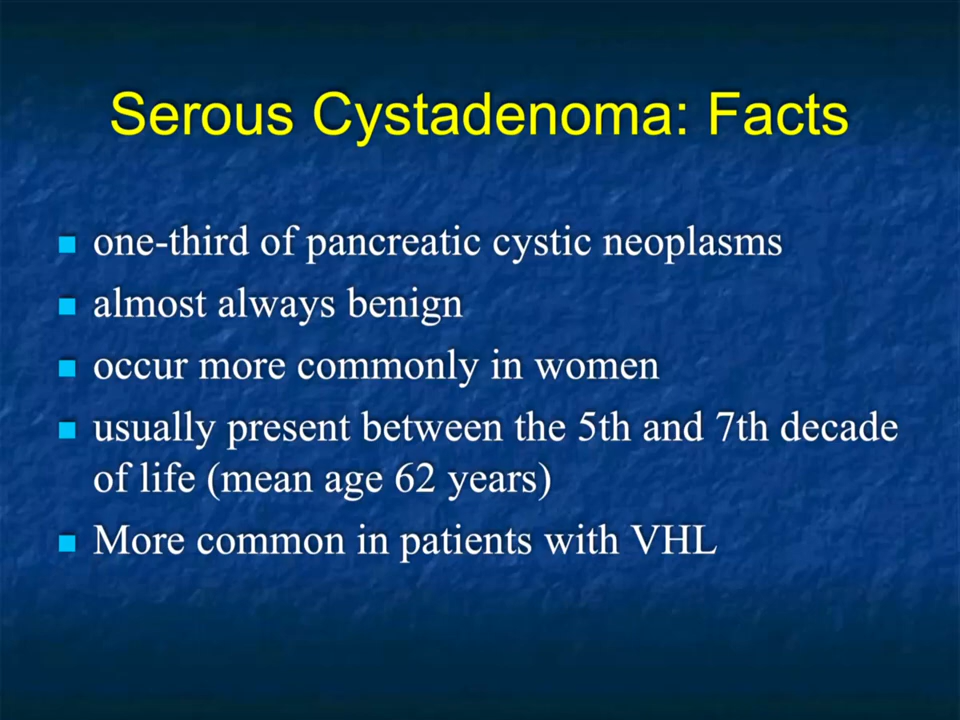 Serous Cystadenoma: Facts
one-third of pancreatic cystic neoplasms
almost always benign
occur more commonly in women
usually present between the 5th and 7th decade
of life (mean age 62 years)
More common in patients with VHL